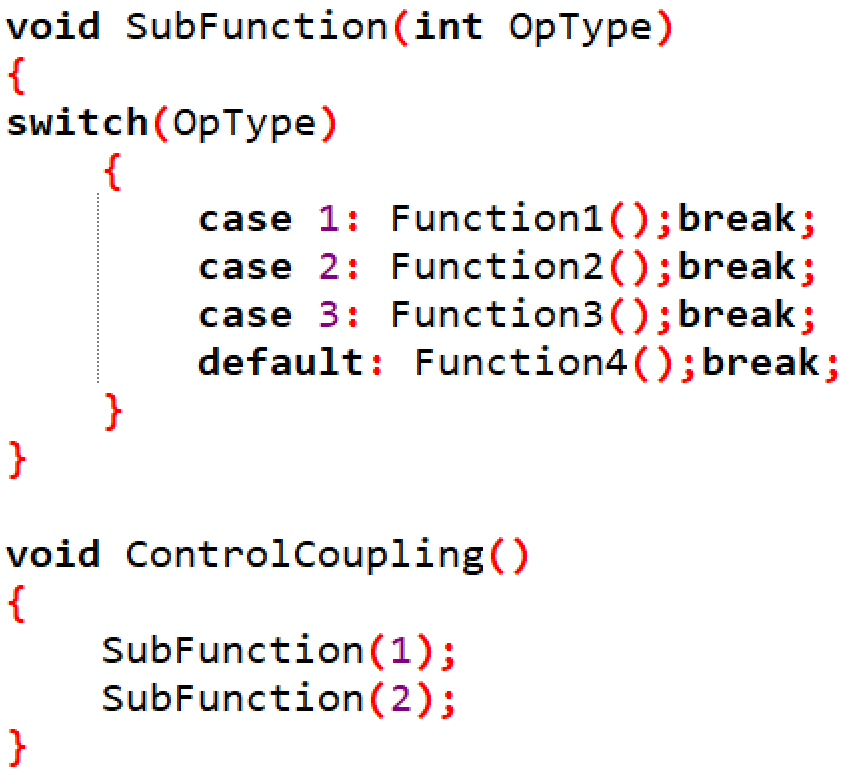 void SubFunction(int OpType)
{
switch(OpType)
{
case 1: Function1();break;
case 2: Function2();break;
case 3: Function3();break;
default: Function4();break;
}
}
void ControlCoupling()
{
SubFunction(1);
SubFunction(2);
}